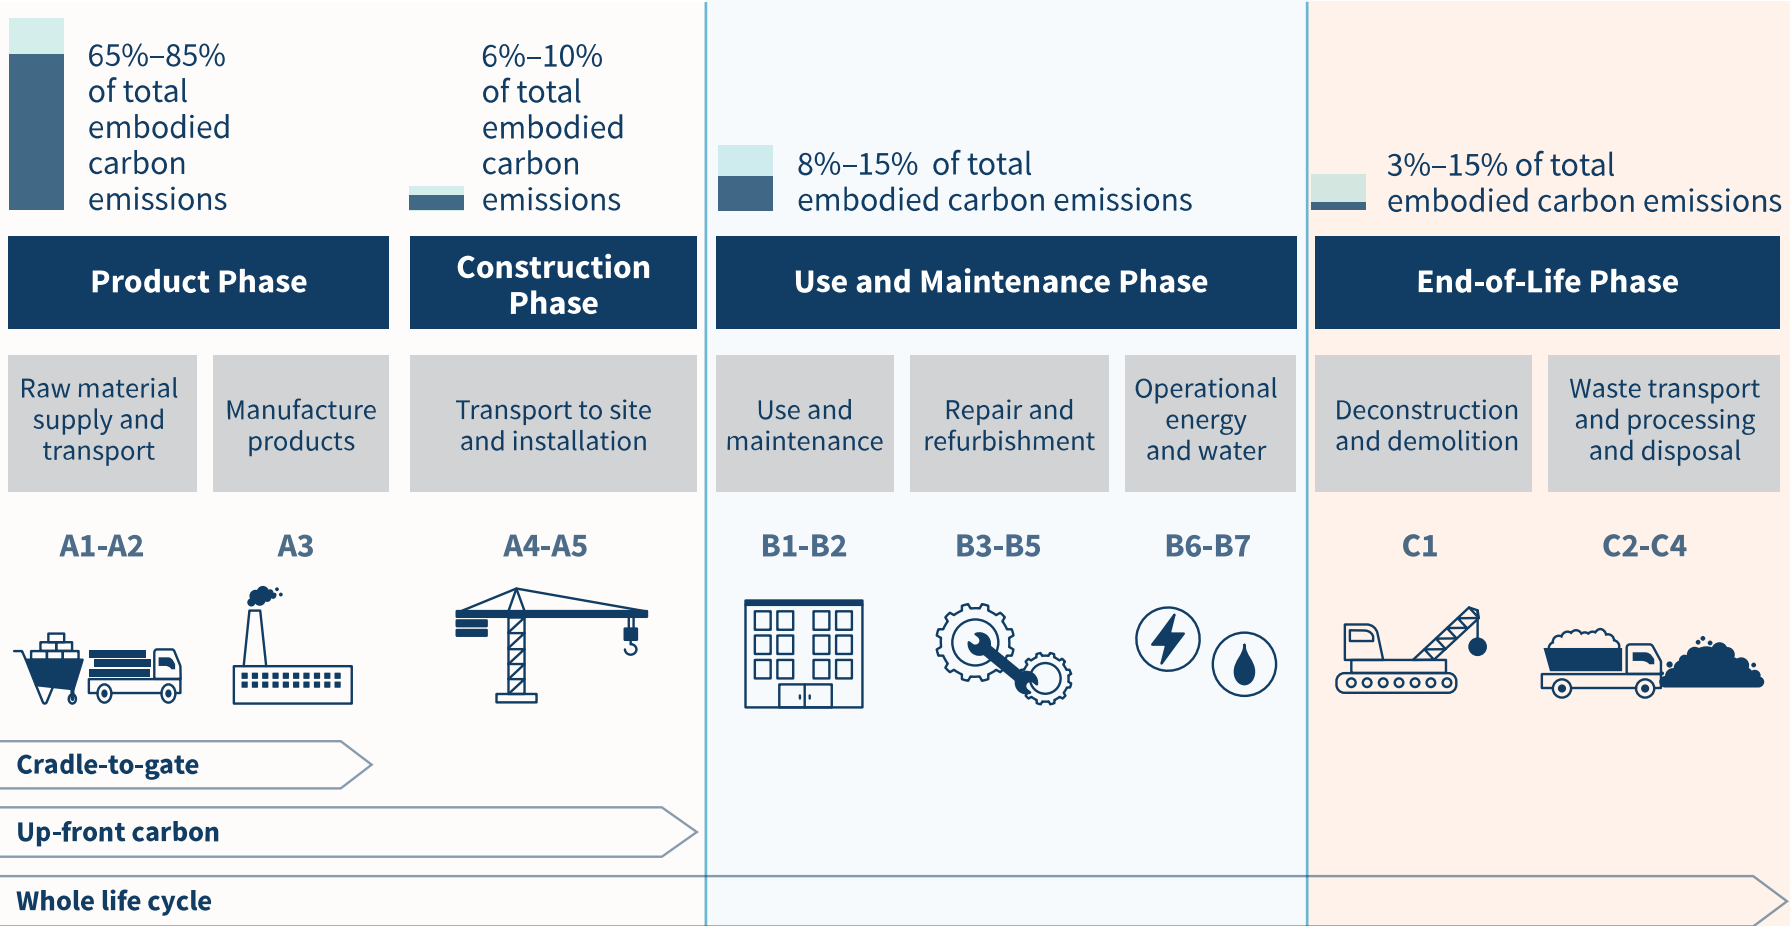 65%–85%
of total
embodied
carbon
emissions
6%–10%
of total
embodied
carbon
emissions
8%–15% of total
embodied carbon emissions
3%–15% of total
embodied carbon emissions
Product Phase
Construction
Phase
Use and Maintenance Phase
End-of-Life Phase
Raw material
supply and
transport
Manufacture
products
Transport to site
and installation
Use and
maintenance
Repair and
refurbishment
Operational
energy
and water
Deconstruction
and demolition
Waste transport
and processing
and disposal
A1-A2
A3
A4-A5
B1-B2
B3-B5
B6-B7
C1
C2-C4
Cradle-to-gate
Up-front carbon
Whole life cycle